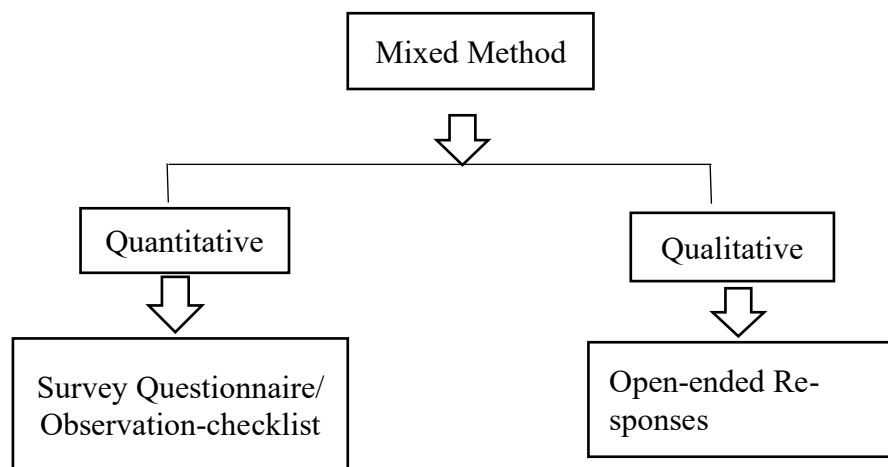 Mixed Method
Quantitative
Qualitative
Survey Questionnaire/
Observation-checklist
Open-ended Re-
sponses